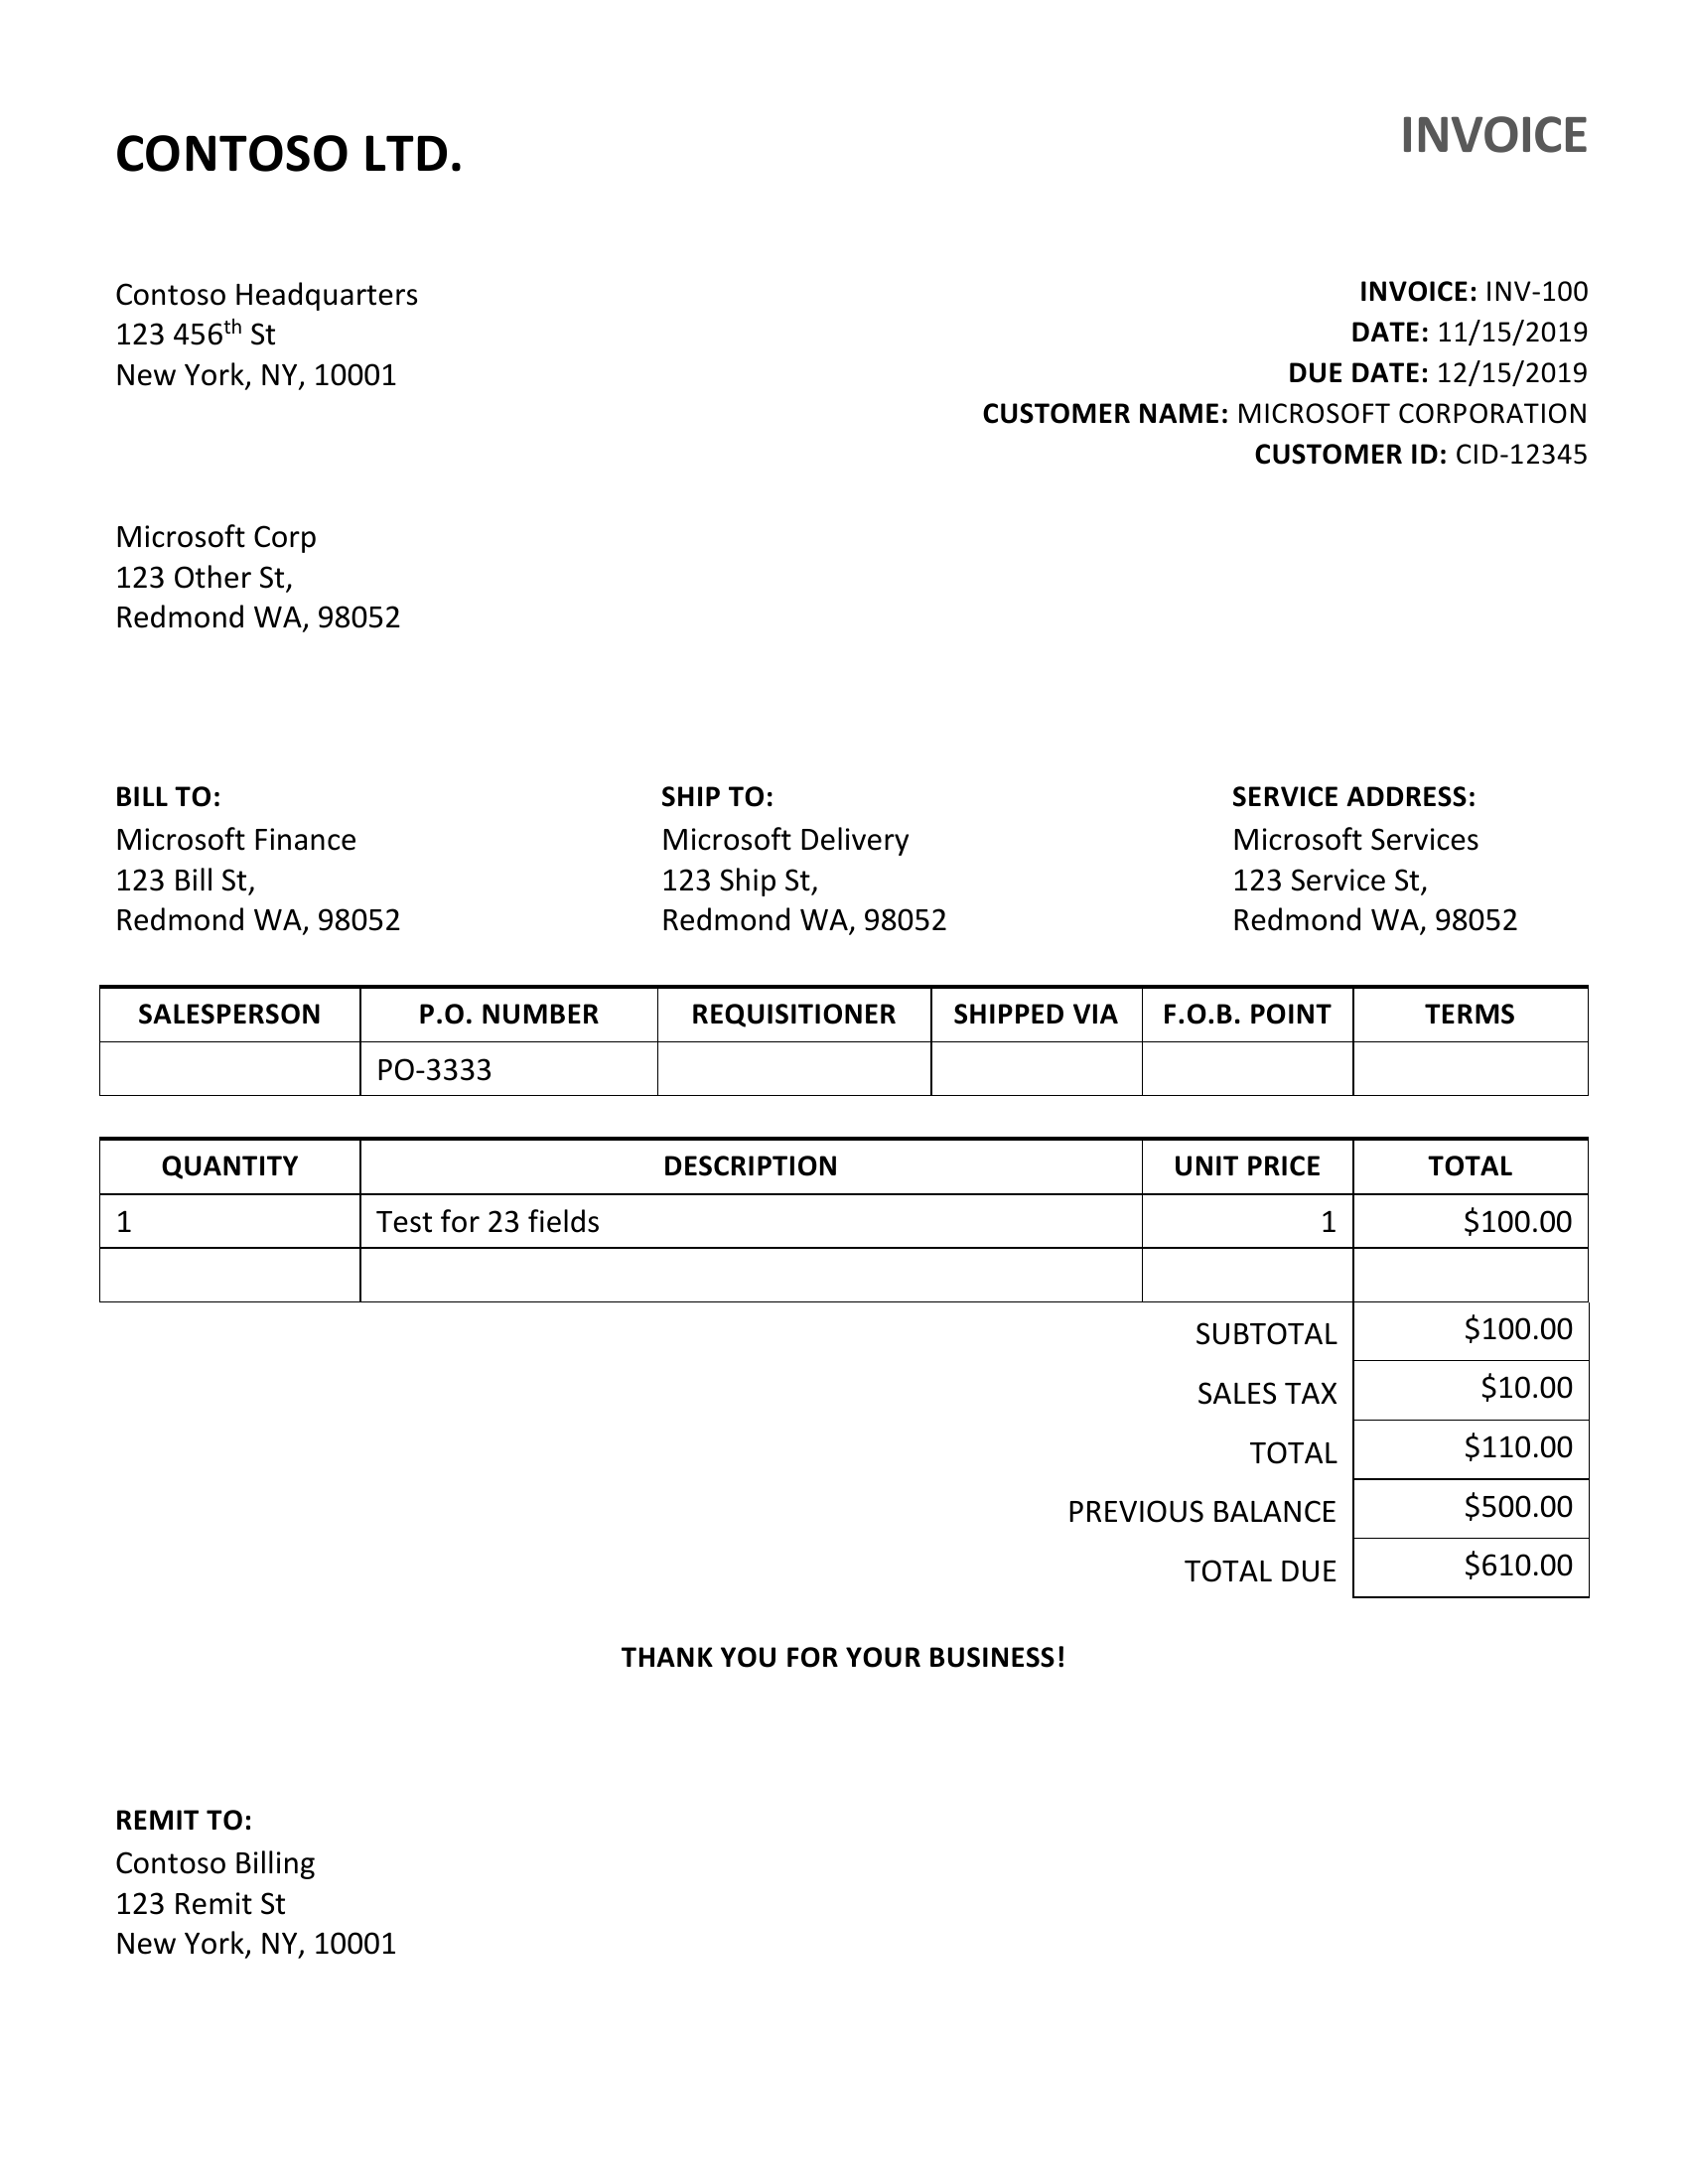 CONTOSO LTD.
INVOICE
Contoso Headquarters
123 456th St
New York, NY, 10001
INVOICE: INV-100
DATE: 11/15/2019
DUE DATE: 12/15/2019
CUSTOMER NAME: MICROSOFT CORPORATION
CUSTOMER ID: CID-12345
Microsoft Corp
123 Other St,
Redmond WA, 98052
BILL TO:
Microsoft Finance
123 Bill St,
Redmond WA, 98052
SHIP TO:
Microsoft Delivery
123 Ship St,
Redmond WA, 98052
SERVICE ADDRESS:
Microsoft Services
123 Service St,
Redmond WA, 98052
SALESPERSON P.O. NUMBER REQUISITIONER SHIPPED VIA F.O.B. POINT TERMS
PO-3333
QUANTITY DESCRIPTION UNIT PRICE TOTAL
1 Test for 23 fields 1 $100.00
SUBTOTAL $100.00
SALES TAX $10.00
TOTAL $110.00
PREVIOUS BALANCE $500.00
TOTAL DUE $610.00
THANK YOU FOR YOUR BUSINESS!
REMIT TO:
Contoso Billing
123 Remit St
New York, NY, 10001